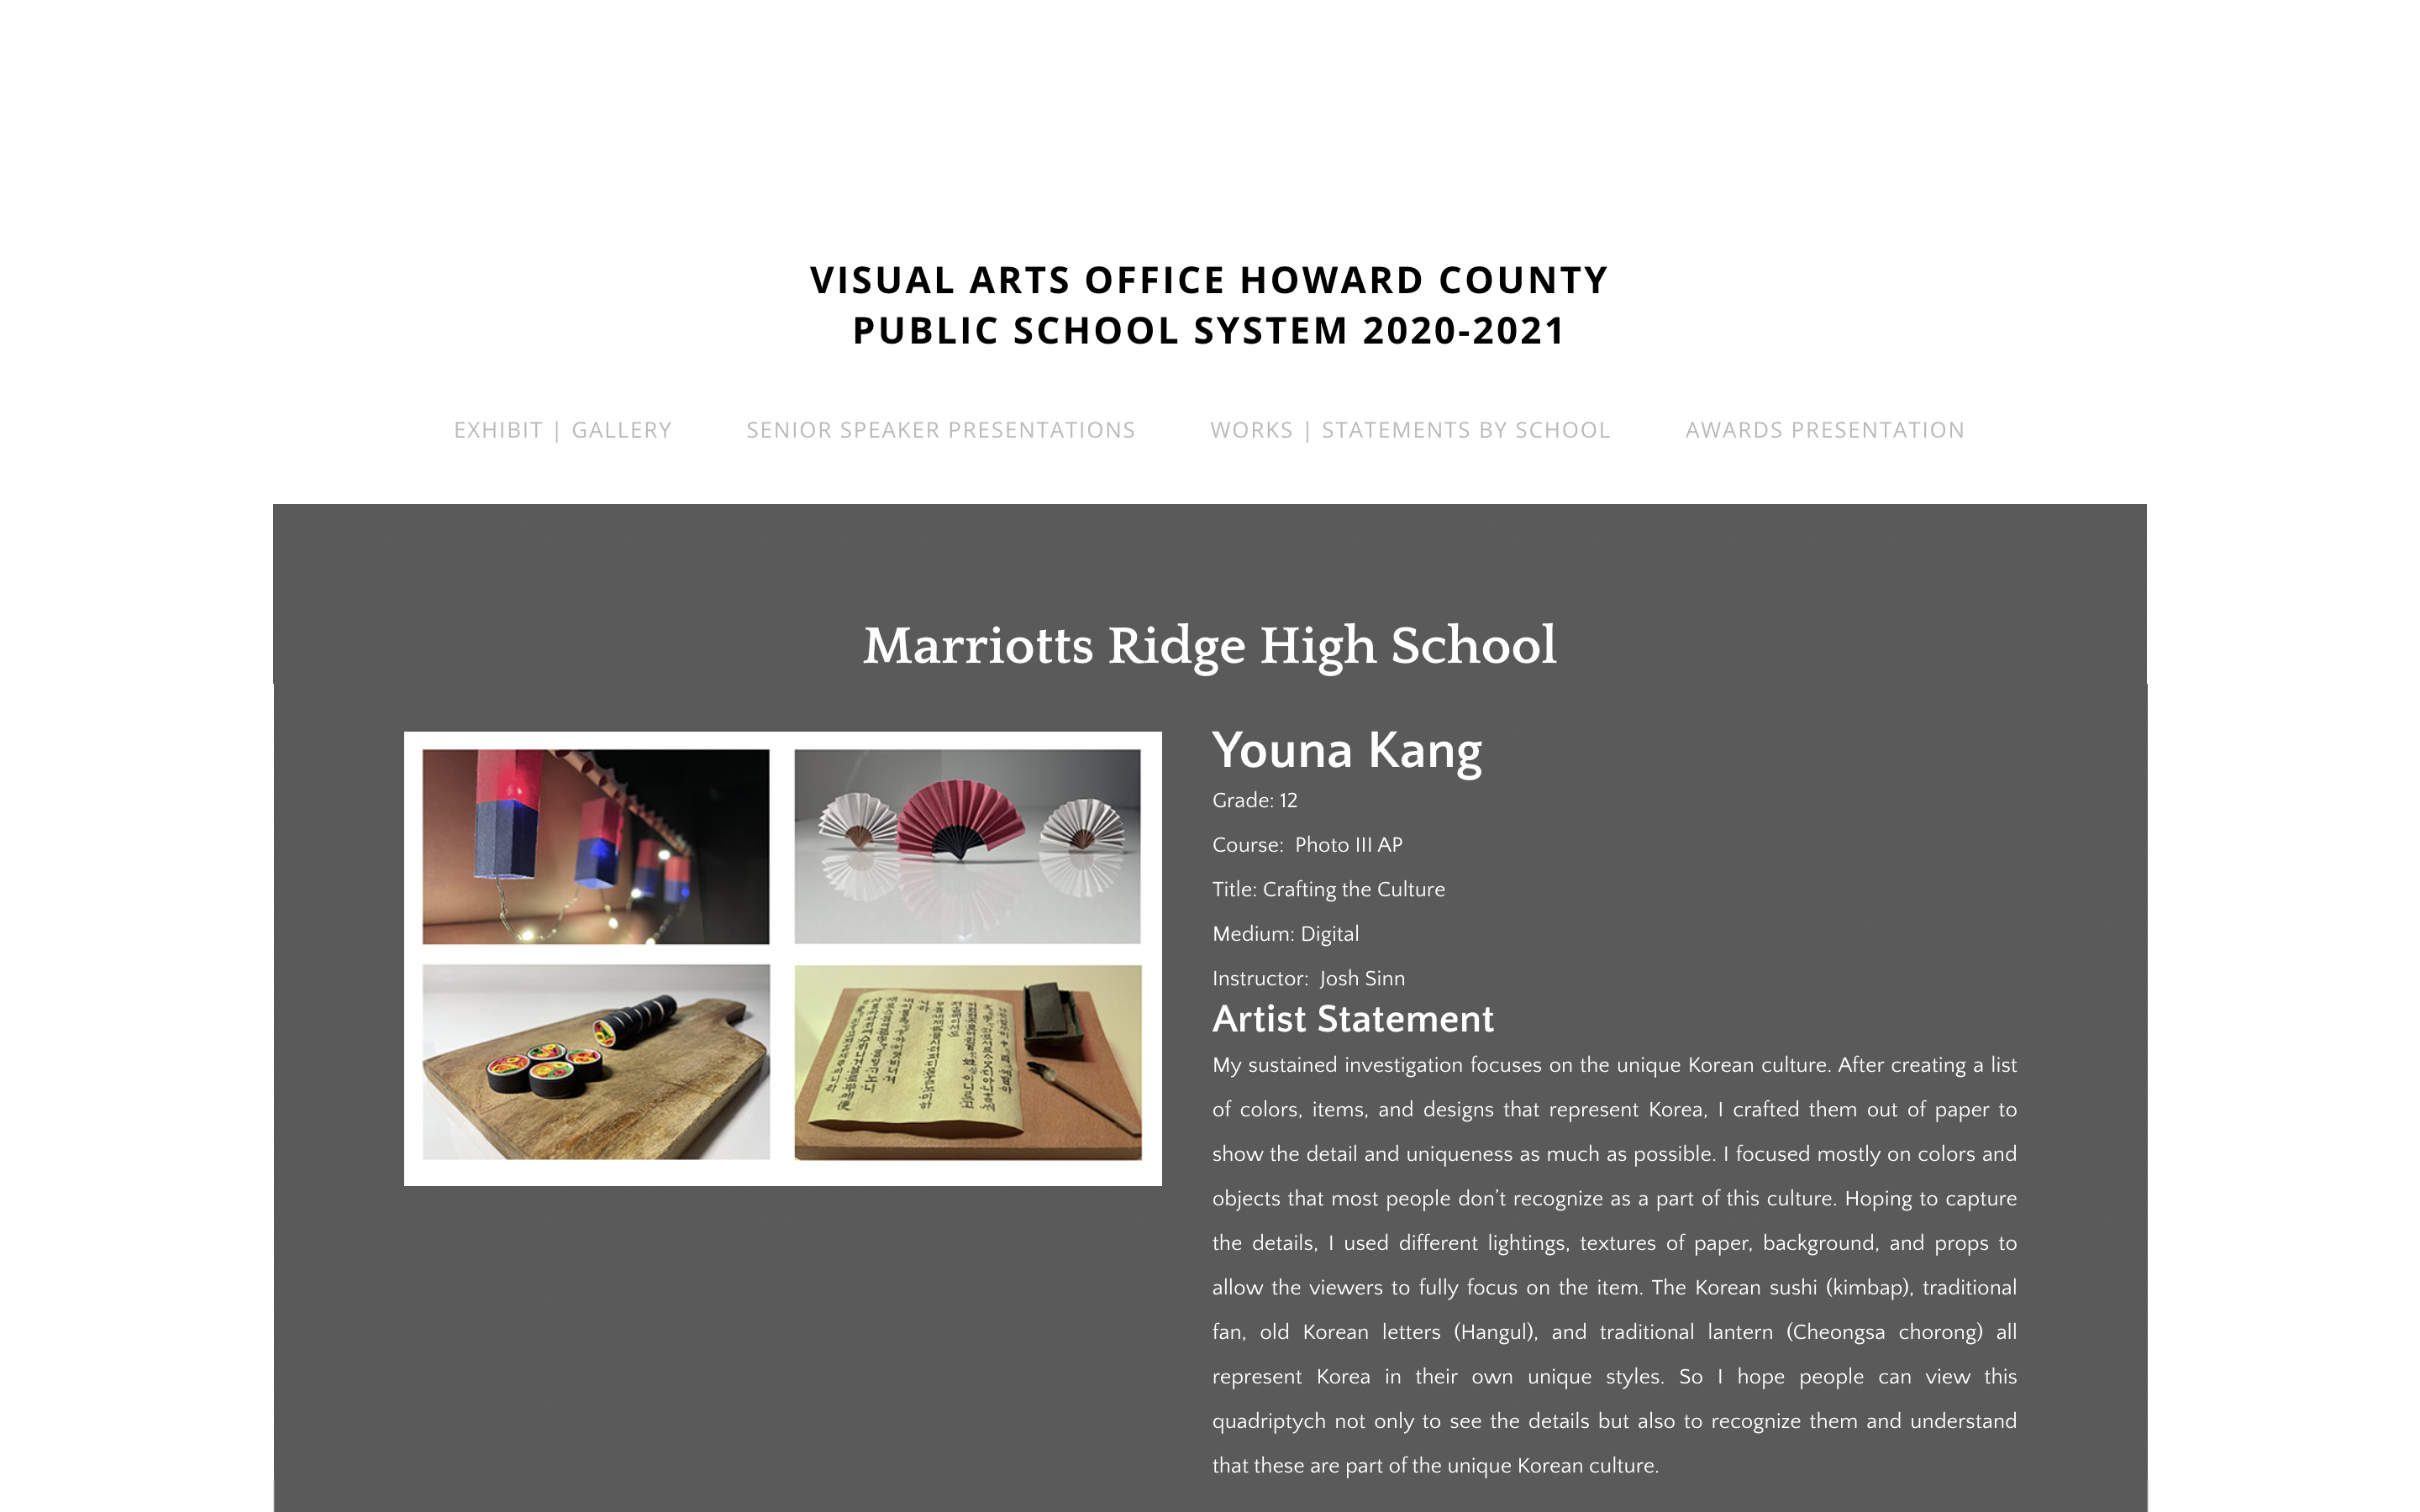 VISUAL ARTS OFFICE HOWARD COUNTY
PUBLIC SCHOOL SYSTEM 2020-2021
EXHIBIT | GALLERY
SENIOR SPEAKER PRESENTATIONS
WORKS | STATEMENTS BY SCHOOL
AWARDS PRESENTATION
Marriotts Ridge High School
Youna Kang
Grade: 12
Course:  Photo III AP
Title: Crafting the Culture
Medium: Digital
Instructor:  Josh Sinn
Artist Statement
My sustained investigation focuses on the unique Korean culture. After creating a list
of colors, items, and designs that represent Korea, I crafted them out of paper to
show the detail and uniqueness as much as possible. I focused mostly on colors and
objects that most people don’t recognize as a part of this culture. Hoping to capture
the details, I used different lightings, textures of paper, background, and props to
allow the viewers to fully focus on the item. The Korean sushi (kimbap), traditional
fan, old Korean letters (Hangul), and traditional lantern (Cheongsa chorong) all
represent Korea in their own unique styles. So I hope people can view this
quadriptych not only to see the details but also to recognize them and understand
that these are part of the unique Korean culture.